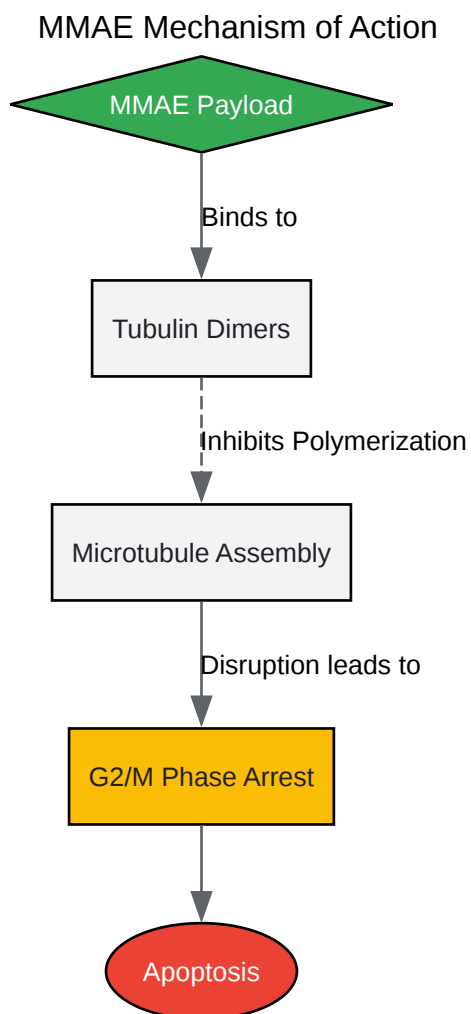 MMAE Mechanism of Action
MMAE Payload
Binds to
Tubulin Dimers
Inhibits Polymerization
Microtubule Assembly
Disruption leads to
G2/M Phase Arrest
Apoptosis